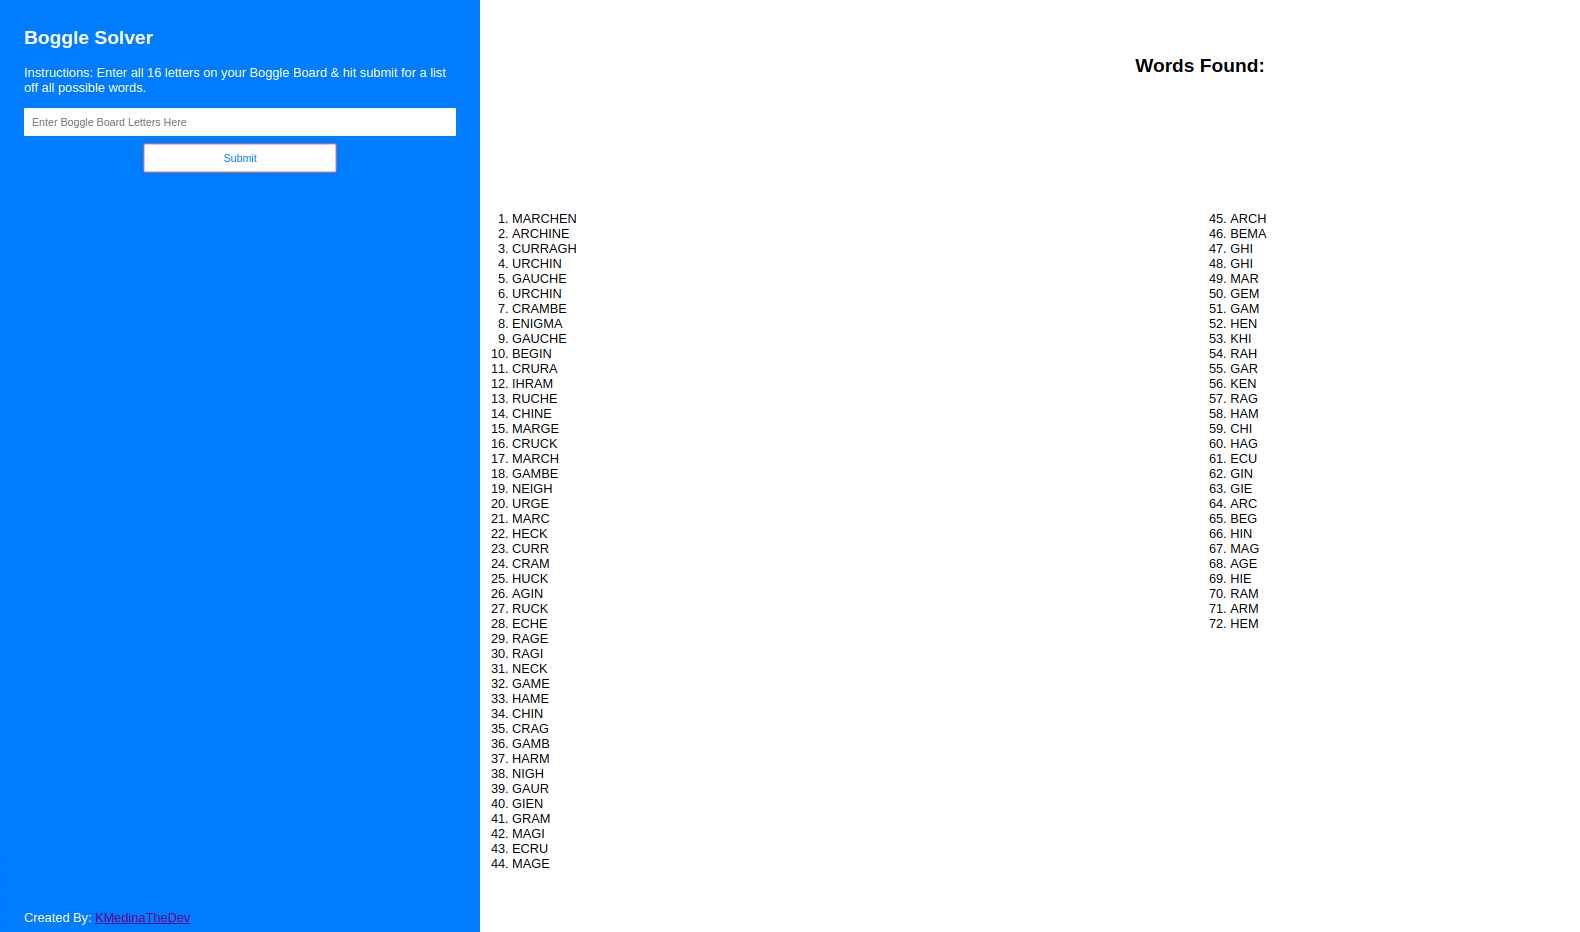 Boggle Solver
Instructions: Enter all 16 letters on your Boggle Board & hit submit for a list
off all possible words.
Enter Boggle Board Letters Here
Submit
Created By: KMedinaTheDev
Words Found:
1. MARCHEN
2. ARCHINE
3. CURRAGH
4. URCHIN
5. GAUCHE
6. URCHIN
7. CRAMBE
8. ENIGMA
9. GAUCHE
10. BEGIN
11. CRURA
12. IHRAM
13. RUCHE
14. CHINE
15. MARGE
16. CRUCK
17. MARCH
18. GAMBE
19. NEIGH
20. URGE
21. MARC
22. HECK
23. CURR
24. CRAM
25. HUCK
26. AGIN
27. RUCK
28. ECHE
29. RAGE
30. RAGI
31. NECK
32. GAME
33. HAME
34. CHIN
35. CRAG
36. GAMB
37. HARM
38. NIGH
39. GAUR
40. GIEN
41. GRAM
42. MAGI
43. ECRU
44. MAGE
45. ARCH
46. BEMA
47. GHI
48. GHI
49. MAR
50. GEM
51. GAM
52. HEN
53. KHI
54. RAH
55. GAR
56. KEN
57. RAG
58. HAM
59. CHI
60. HAG
61. ECU
62. GIN
63. GIE
64. ARC
65. BEG
66. HIN
67. MAG
68. AGE
69. HIE
70. RAM
71. ARM
72. HEM